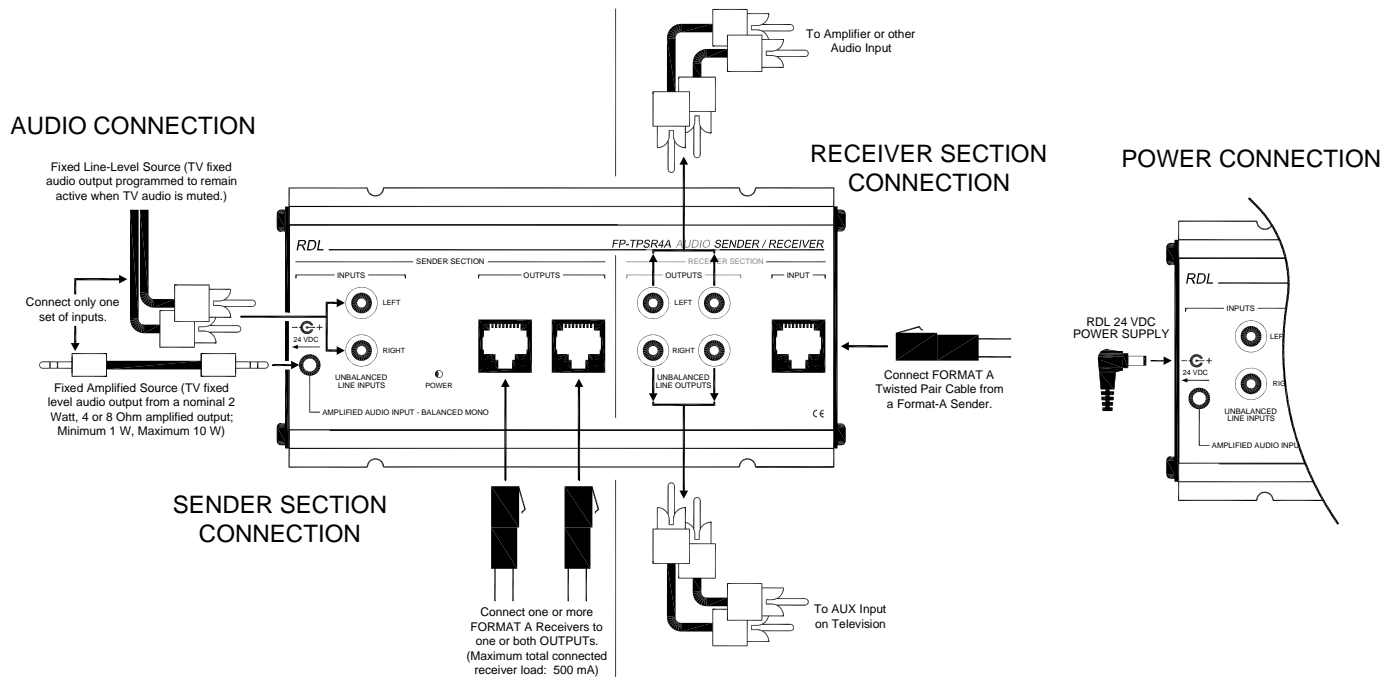 To Amplifier or other
Audio Input
AUDIO CONNECTION
Fixed Line-Level Source (TV fixed
audio output programmed to remain
active when TV audio is muted.)
Connect only one
set of inputs.
Fixed Amplified Source (TV fixed
level audio output from a nominal 2
Watt, 4 or 8 Ohm amplified output;
Minimum 1 W, Maximum 10 W)
SENDER SECTION
CONNECTION
RECEIVER SECTION
CONNECTION
RDL
FP-TPSR4A AUDIO SENDER / RECEIVER
SENDER SECTION
RECEIVER SECTION
INPUTS
OUTPUTS
OUTPUTS
INPUT
LEFT
LEFT
- +
24 VDC
RIGHT
RIGHT
UNBALANCED
LINE INPUTS
POWER
UNBALANCED
LINE OUTPUTS
AMPLIFIED AUDIO INPUT - BALANCED MONO
CE
Connect FORMAT A
Twisted Pair Cable from
a Format-A Sender.
Connect one or more
FORMAT A Receivers to
one or both OUTPUTs.
(Maximum total connected
receiver load: 500 mA)
To AUX Input
on Television
POWER CONNECTION
RDL 24 VDC
POWER SUPPLY
RDL
INPUTS
LEF
- +
24 VDC
RIG
UNBALANCED
LINE INPUTS
AMPLIFIED AUDIO INPU